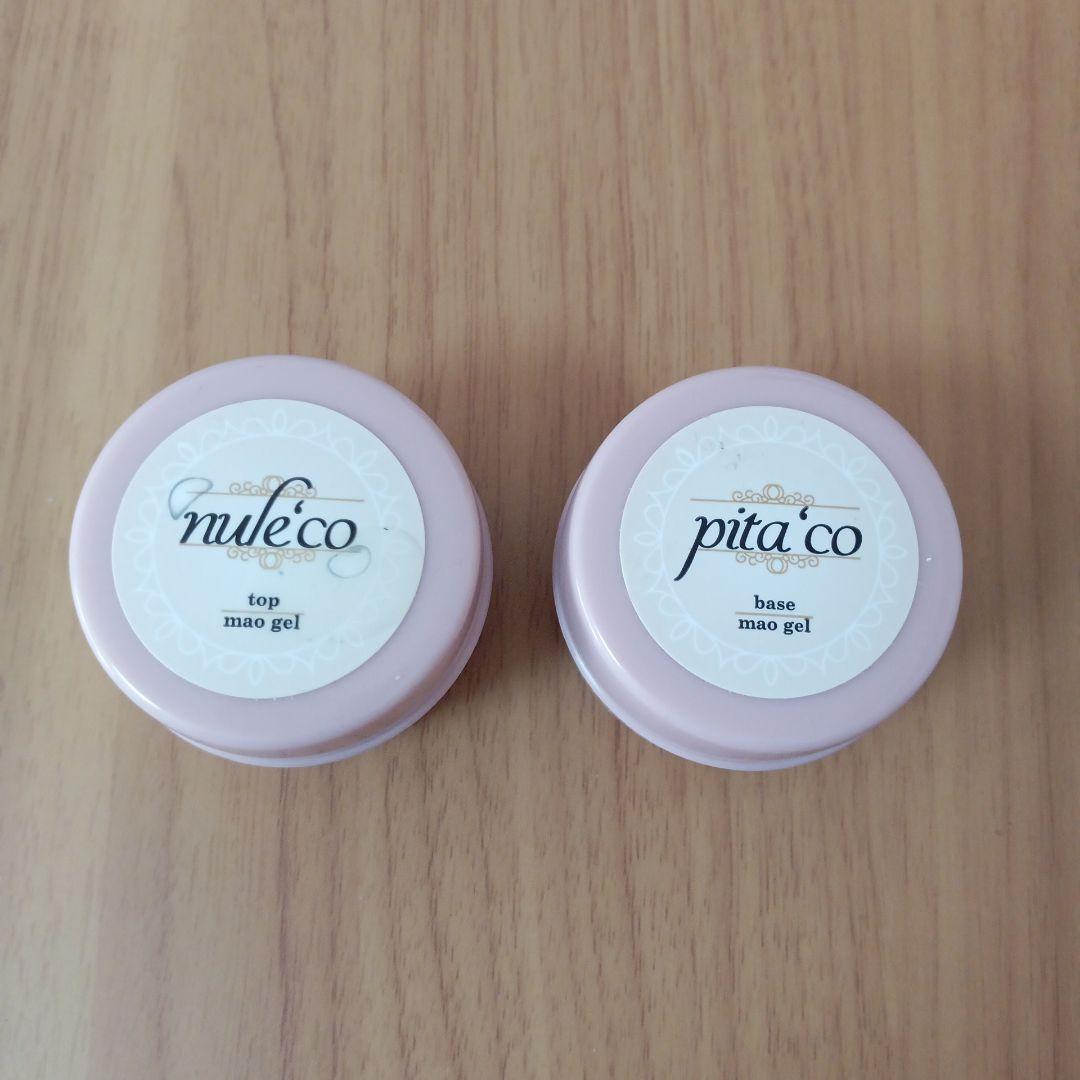 nule'co
top
mao gel
pita'co
base
mao gel